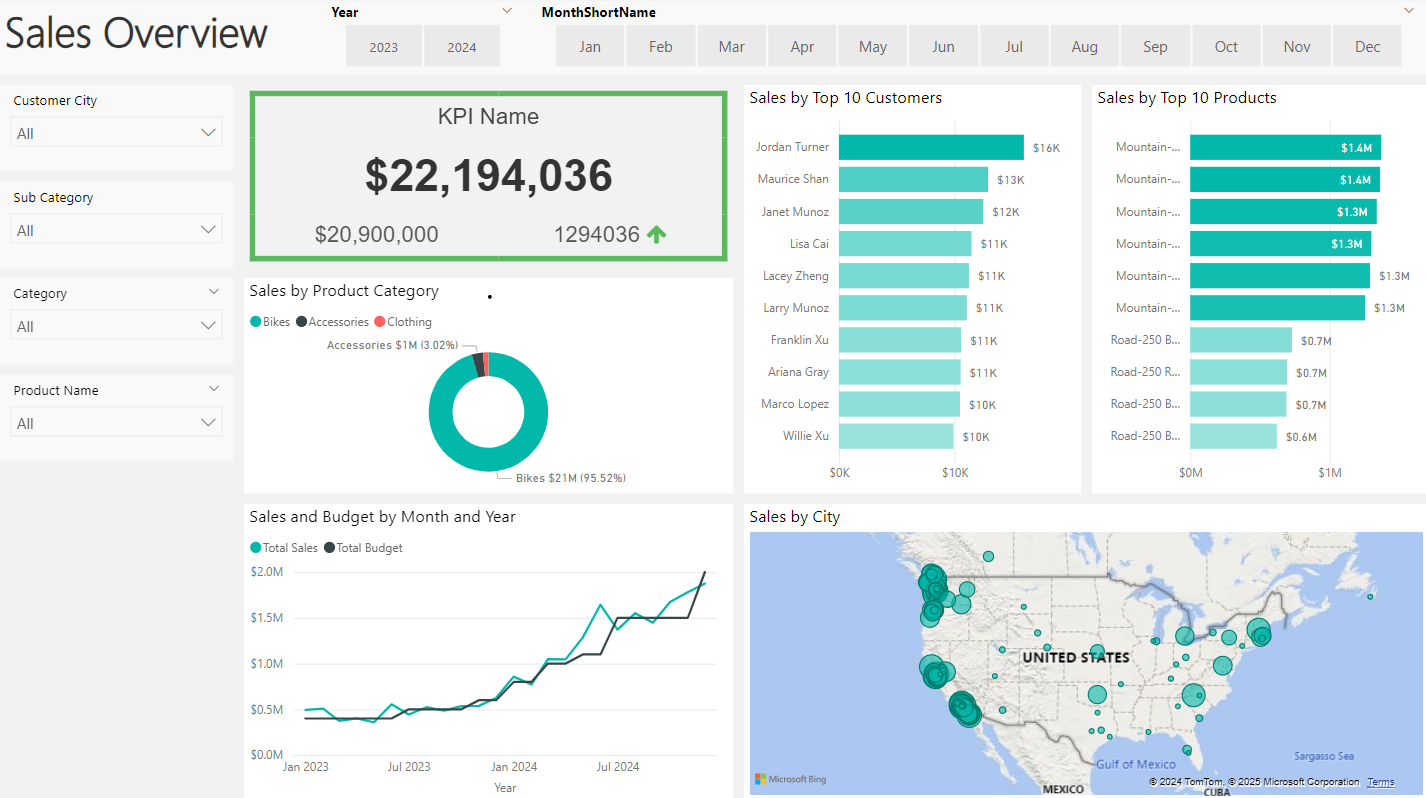 Sales Overview
Year
2023
2024
MonthShortName
Jan
Feb
Mar
Apr
May
Jun
Jul
Aug
Sep
Oct
Nov
Dec
Customer City
All
Sub Category
All
Category
All
Product Name
All
KPI Name
$22,194,036
$20,900,000
1294036
Sales by Product Category
Bikes
Accessories
Clothing
Accessories $1M (3.02%)
Bikes $21M (95.52%)
Sales by Top 10 Customers
Jordan Turner $16K
Maurice Shan $13K
Janet Munoz $12K
Lisa Cai $11K
Lacey Zheng $11K
Larry Munoz $11K
Franklin Xu $11K
Ariana Gray $11K
Marco Lopez $10K
Willie Xu $10K
$0K $10K
Sales by Top 10 Products
Mountain-... $1.4M
Mountain-... $1.4M
Mountain-... $1.3M
Mountain-... $1.3M
Mountain-... $1.3M
Mountain-... $1.3M
Road-250 B... $0.7M
Road-250 R... $0.7M
Road-250 B... $0.7M
Road-250 B... $0.6M
$0M $1M
Sales and Budget by Month and Year
Total Sales
Total Budget
$2.0M
$1.5M
$1.0M
$0.5M
$0.0M
Jan 2023 Jul 2023 Jan 2024 Jul 2024
Year
Sales by City
UNITED STATES
Sargasso Sea
Gulf of Mexico
Microsoft Bing
© 2024 TomTom, © 2025 Microsoft Corporation Terms
MEXICO
CUBA